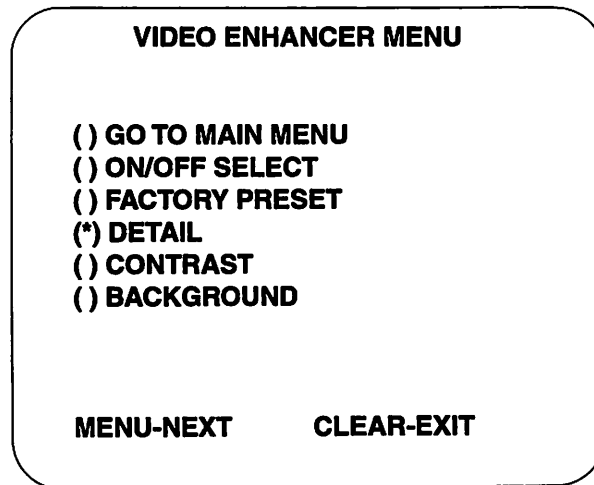 VIDEO ENHANCER MENU
( ) GO TO MAIN MENU
( ) ON/OFF SELECT
( ) FACTORY PRESET
(*) DETAIL
( ) CONTRAST
( ) BACKGROUND
MENU-NEXT CLEAR-EXIT